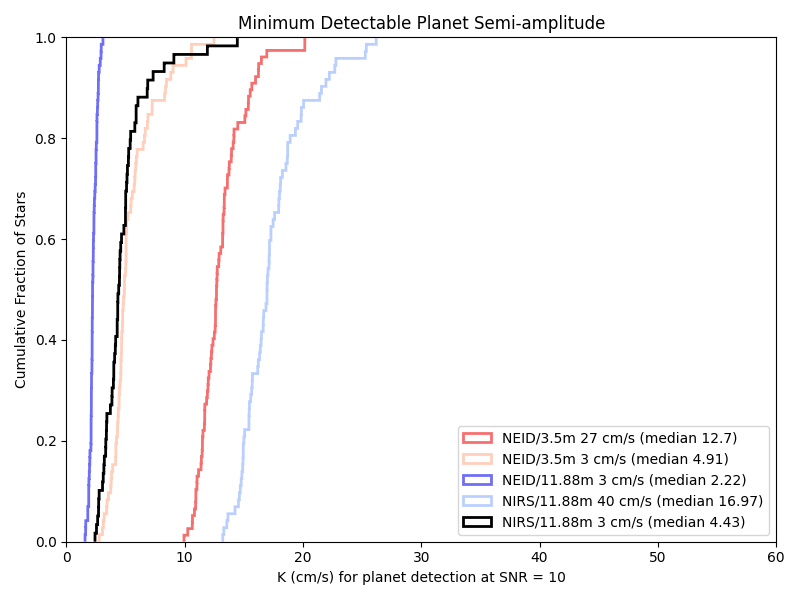 Minimum Detectable Planet Semi-amplitude
Cumulative Fraction of Stars
1.0
0.8
0.6
0.4
0.2
0.0
NEID/3.5m 27 cm/s (median 12.7)
NEID/3.5m 3 cm/s (median 4.91)
NEID/11.88m 3 cm/s (median 2.22)
NIRS/11.88m 40 cm/s (median 16.97)
NIRS/11.88m 3 cm/s (median 4.43)
0 10 20 30 40 50 60
K (cm/s) for planet detection at SNR = 10